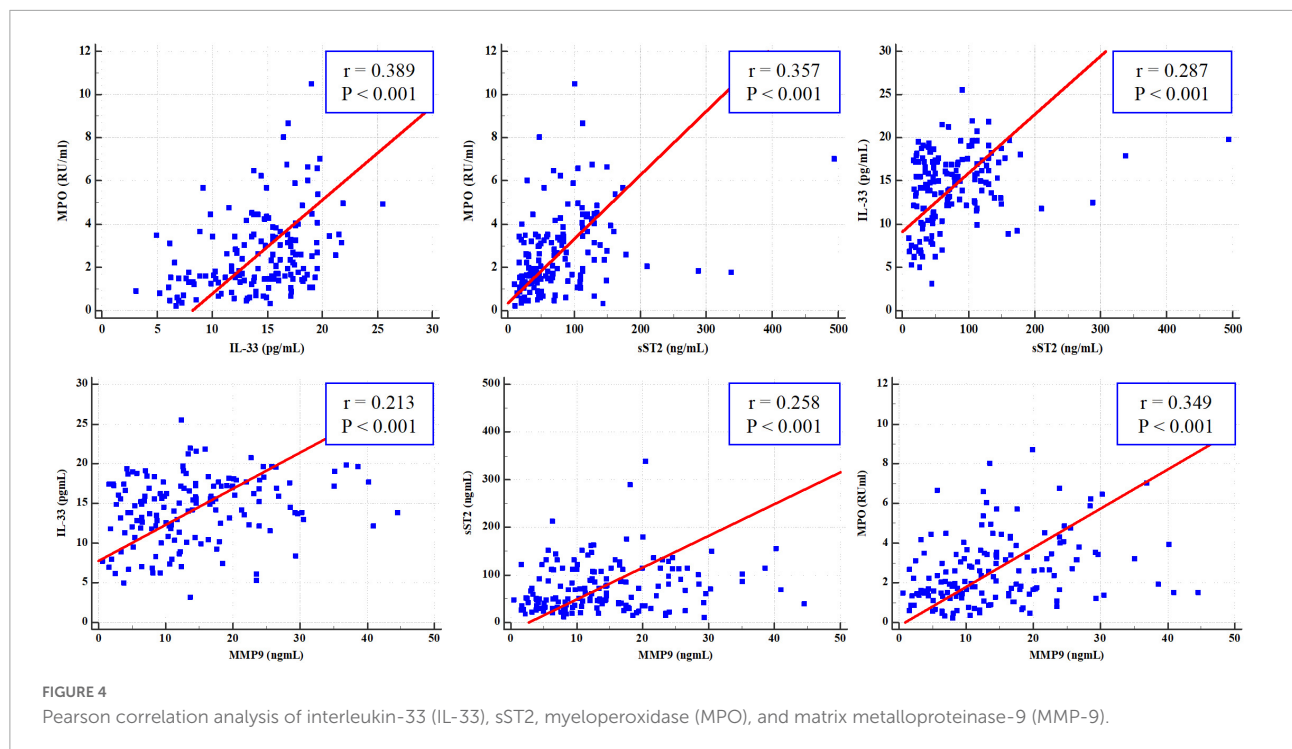 12
10
8
6
4
2
0
MPO (RU/ml)
r = 0.389
P < 0.001
0 5 10 15 20 25 30
IL-33 (pg/mL)
12
10
8
6
4
2
0
MPO (RU/ml)
r = 0.357
P < 0.001
0 100 200 300 400 500
sST2 (ng/mL)
30
25
20
15
10
5
0
IL-33 (pg/mL)
r = 0.287
P < 0.001
0 100 200 300 400 500
sST2 (ng/mL)
30
25
20
15
10
5
0
IL-33 (pgmL)
r = 0.213
P < 0.001
0 10 20 30 40 50
MMP9 (ngmL)
500
400
300
200
100
0
sST2 (ngmL)
r = 0.258
P < 0.001
0 10 20 30 40 50
MMP9 (ngmL)
12
10
8
6
4
2
0
MPO (RUml)
r = 0.349
P < 0.001
0 10 20 30 40 50
MMP9 (ngmL)
FIGURE 4
Pearson correlation analysis of interleukin-33 (IL-33), sST2, myeloperoxidase (MPO), and matrix metalloproteinase-9 (MMP-9).